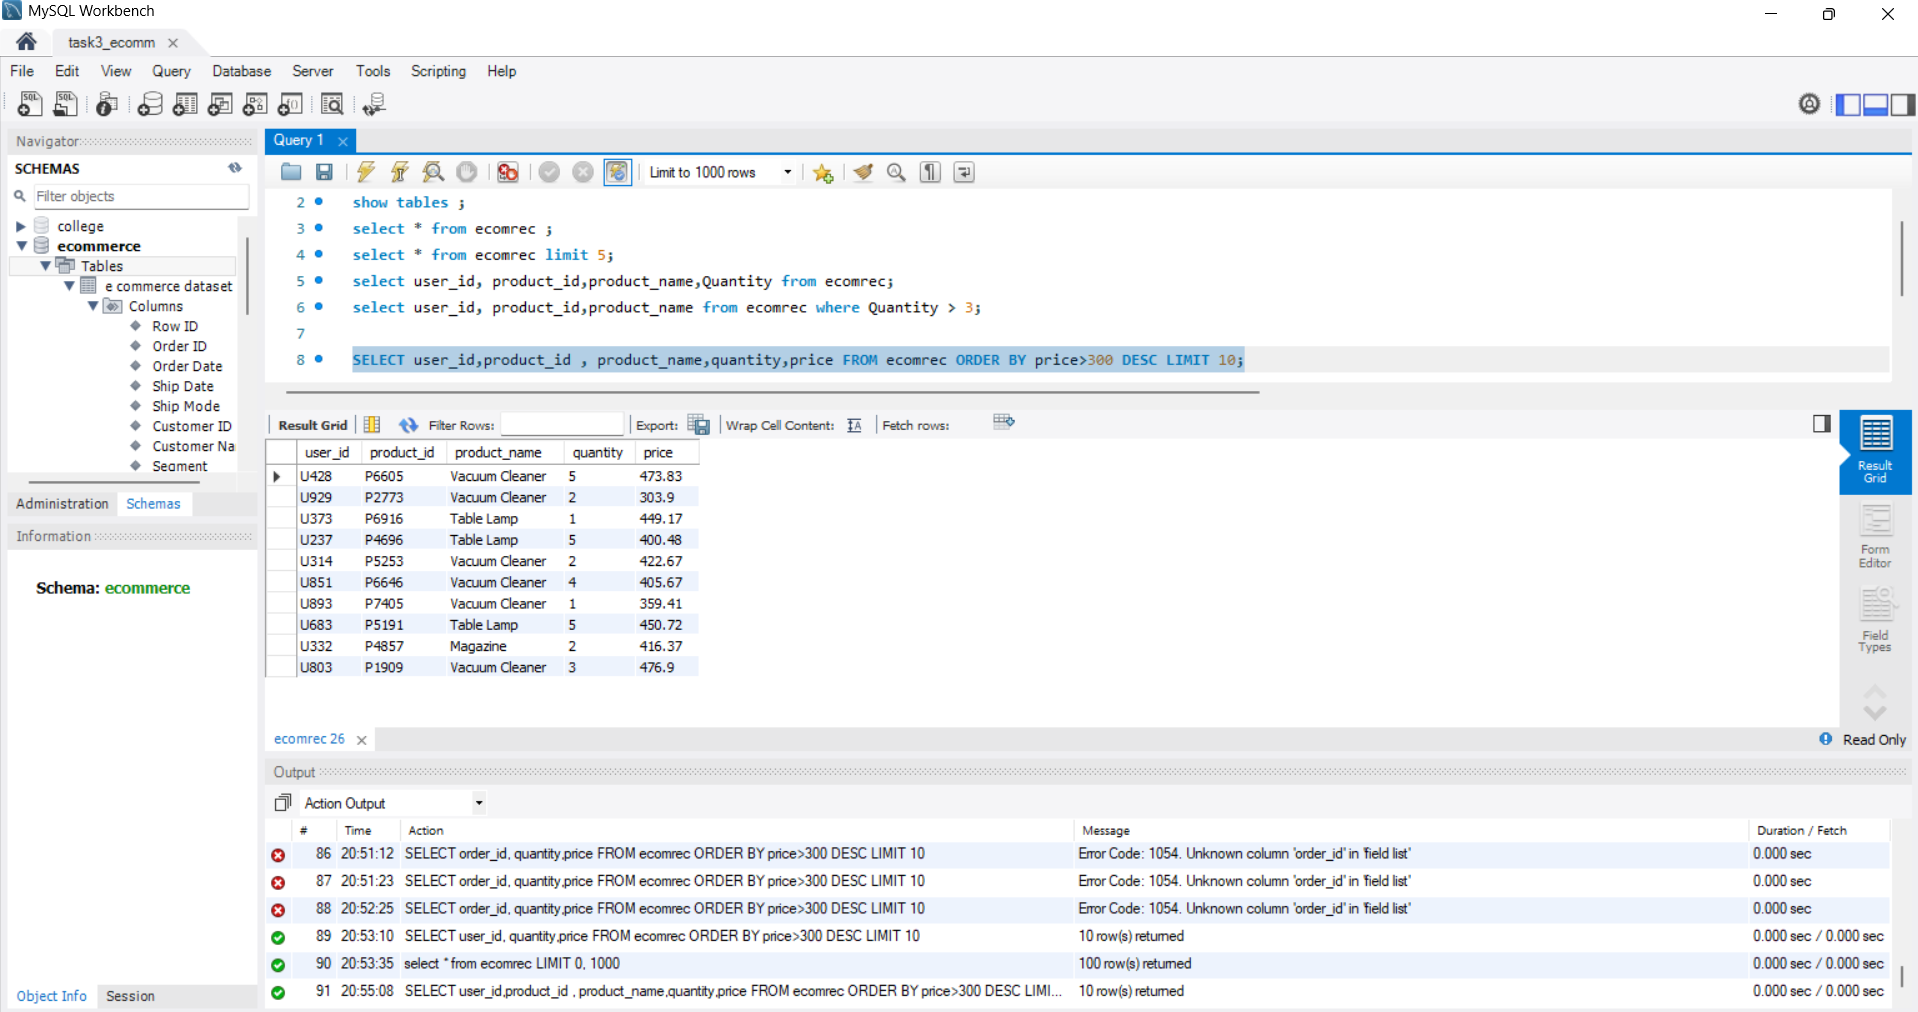 MySQL Workbench
task3_ecomm
File Edit View Query Database Server Tools Scripting Help
Navigator
SCHEMAS
Filter objects
college
ecommerce
Tables
e commerce dataset
Columns
Row ID
Order ID
Order Date
Ship Date
Ship Mode
Customer ID
Customer Na
Segment
Administration Schemas
Information
Schema: ecommerce
Object Info Session
Query 1
Limit to 1000 rows
2 show tables ;
3 select * from ecomrec ;
4 select * from ecomrec limit 5;
5 select user_id, product_id,product_name,Quantity from ecomrec;
6 select user_id, product_id,product_name from ecomrec where Quantity > 3;
7
8 SELECT user_id,product_id , product_name,quantity,price FROM ecomrec ORDER BY price>300 DESC LIMIT 10;
Result Grid Filter Rows: Export: Wrap Cell Content: Fetch rows:
user_id product_id product_name quantity price
U428 P6605 Vacuum Cleaner 5 473.83
U929 P2773 Vacuum Cleaner 2 303.9
U373 P6916 Table Lamp 1 449.17
U237 P4696 Table Lamp 5 400.48
U314 P5253 Vacuum Cleaner 2 422.67
U851 P6646 Vacuum Cleaner 4 405.67
U893 P7405 Vacuum Cleaner 1 359.41
U683 P5191 Table Lamp 5 450.72
U332 P4857 Magazine 2 416.37
U803 P1909 Vacuum Cleaner 3 476.9
Result
Grid
Form
Editor
Field
Types
ecomrec 26
Read Only
Output
Action Output
# Time Action Message Duration / Fetch
86 20:51:12 SELECT order_id, quantity,price FROM ecomrec ORDER BY price>300 DESC LIMIT 10 Error Code: 1054. Unknown column 'order_id' in 'field list' 0.000 sec
87 20:51:23 SELECT order_id, quantity,price FROM ecomrec ORDER BY price>300 DESC LIMIT 10 Error Code: 1054. Unknown column 'order_id' in 'field list' 0.000 sec
88 20:52:25 SELECT order_id, quantity,price FROM ecomrec ORDER BY price>300 DESC LIMIT 10 Error Code: 1054. Unknown column 'order_id' in 'field list' 0.000 sec
89 20:53:10 SELECT user_id, quantity,price FROM ecomrec ORDER BY price>300 DESC LIMIT 10 10 row(s) returned 0.000 sec / 0.000 sec
90 20:53:35 select * from ecomrec LIMIT 0, 1000 100 row(s) returned 0.000 sec / 0.000 sec
91 20:55:08 SELECT user_id,product_id , product_name,quantity,price FROM ecomrec ORDER BY price>300 DESC LIMI... 10 row(s) returned 0.000 sec / 0.000 sec